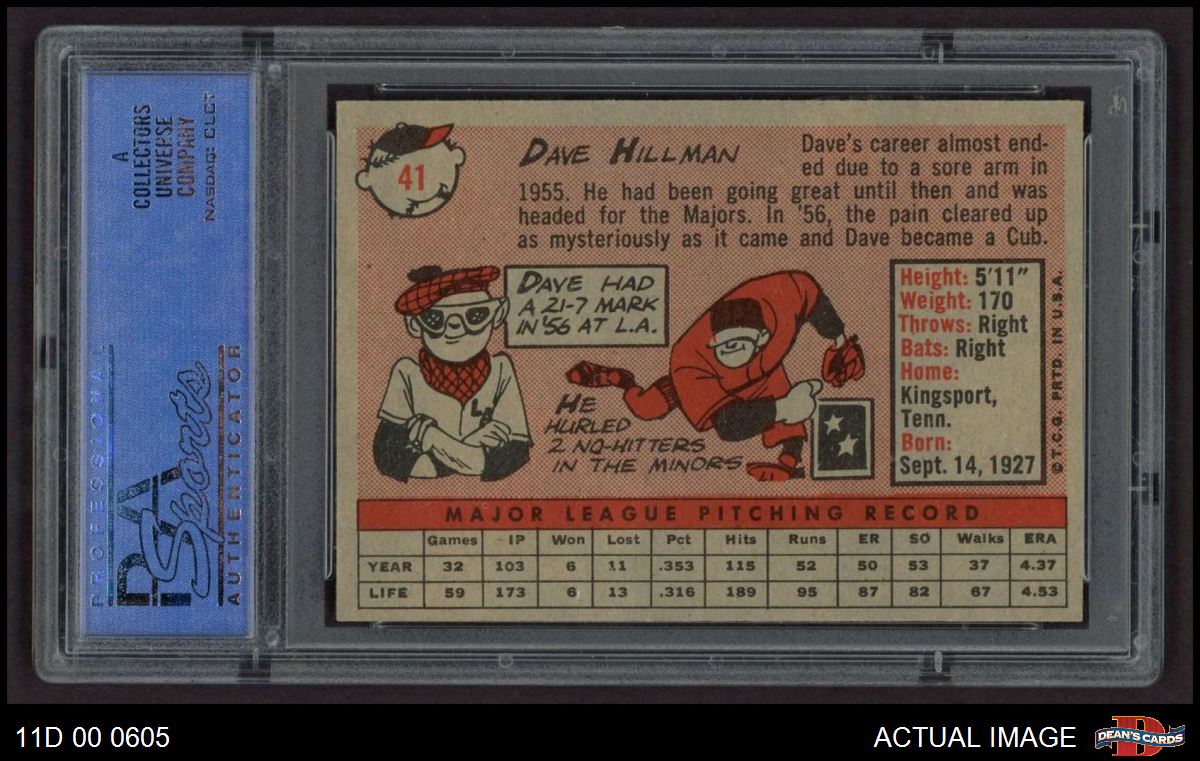 A
COLLECTORS
UNIVERSE
COMPANY
NASDAQ: CLCT
PROFESSIONAL
PSA
Sports
AUTHENTICATOR
41
DAVE HILLMAN
Dave's career almost end-
ed due to a sore arm in
1955. He had been going great until then and was
headed for the Majors. In '56, the pain cleared up
as mysteriously as it came and Dave became a Cub.
DAVE HAD
A 21-7 MARK
IN '56 AT L.A.
LA
HE
HURLED
2 NO-HITTERS
IN THE MINORS
Height: 5'11"
Weight: 170
Throws: Right
Bats: Right
Home:
Kingsport,
Tenn.
Born:
Sept. 14, 1927
©T.C.G. PRTD. IN U.S.A.
MAJOR LEAGUE PITCHING RECORD
Games IP Won Lost Pct Hits Runs ER SO Walks ERA
YEAR 32 103 6 11 .353 115 52 50 53 37 4.37
LIFE 59 173 6 13 .316 189 95 87 82 67 4.53
11D 00 0605
ACTUAL IMAGE
D
DEAN'S CARDS